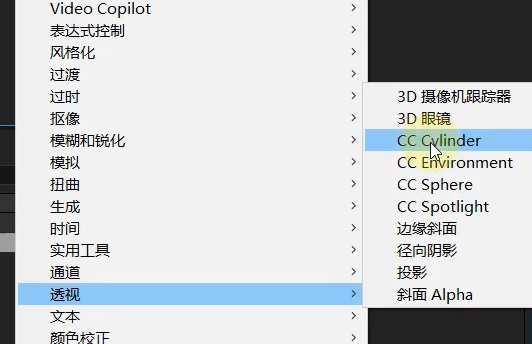 Video Copilot
表达式控制
风格化
过渡
过时
抠像
模糊和锐化
模拟
扭曲
生成
时间
实用工具
通道
透视
文本
颜色校正
3D 摄像机跟踪器
3D 眼镜
CC Cylinder
CC Environment
CC Sphere
CC Spotlight
边缘斜面
径向阴影
投影
斜面 Alpha